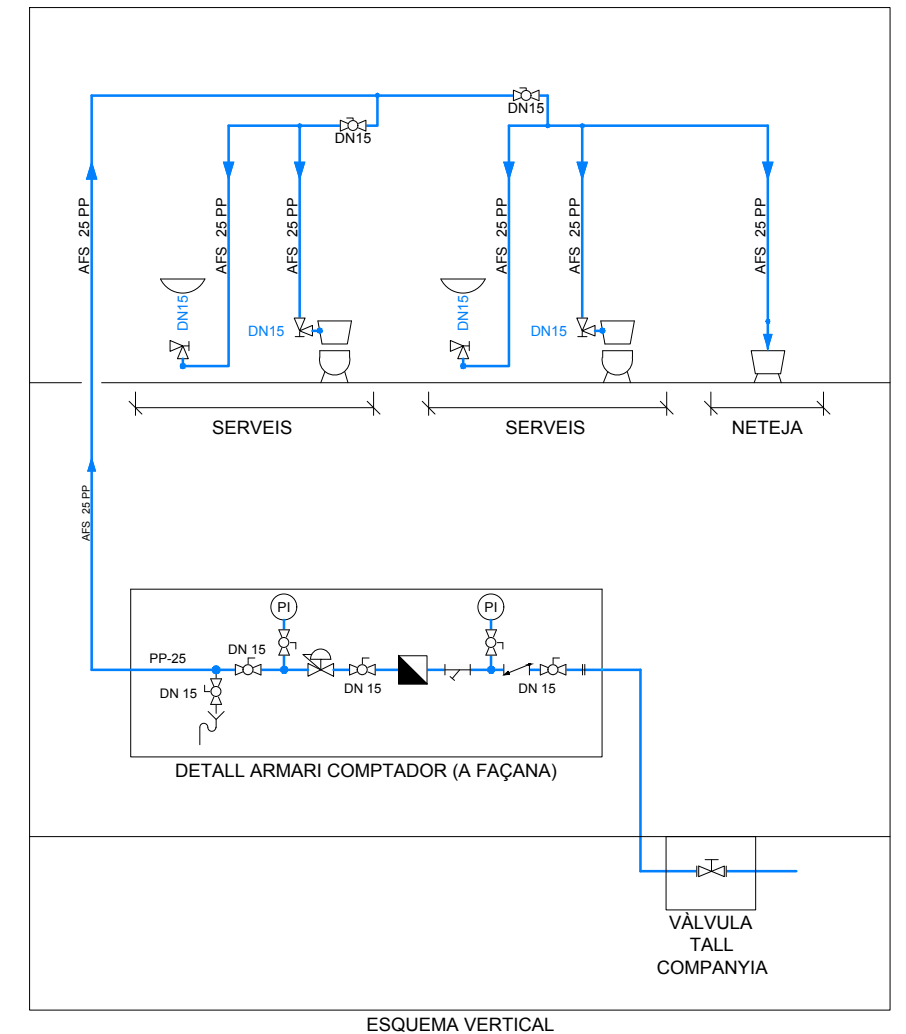 DN15
DN15
AFS 25 PP
AFS 25 PP
AFS 25 PP
AFS 25 PP
AFS 25 PP
AFS 25 PP
DN15
DN15
DN15
DN15
SERVEIS
SERVEIS
NETEJA
AFS 25 PP
PI
PI
PP-25
DN 15
DN 15
DN 15
DN 15
DETALL ARMARI COMPTADOR (A FAÇANA)
VÀLVULA
TALL
COMPANYIA
ESQUEMA VERTICAL